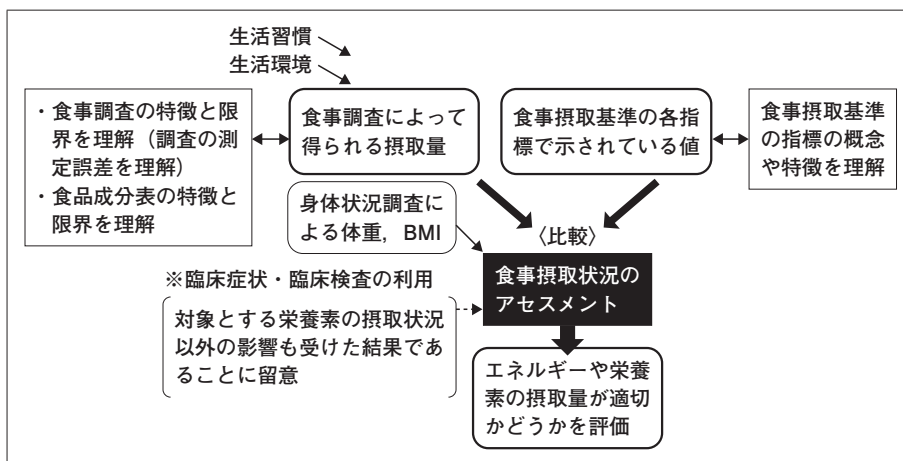 生活習慣
生活環境
・食事調査の特徴と限
界を理解（調査の測
定誤差を理解）
・食品成分表の特徴と
限界を理解
食事調査によって
得られる摂取量
食事摂取基準の各指
標で示されている値
食事摂取基準
の指標の概念
や特徴を理解
身体状況調査に
よる体重，BMI
〈比較〉
食事摂取状況の
アセスメント
※臨床症状・臨床検査の利用
対象とする栄養素の摂取状況
以外の影響も受けた結果であ
ることに留意
エネルギーや栄養
素の摂取量が適切
かどうかを評価